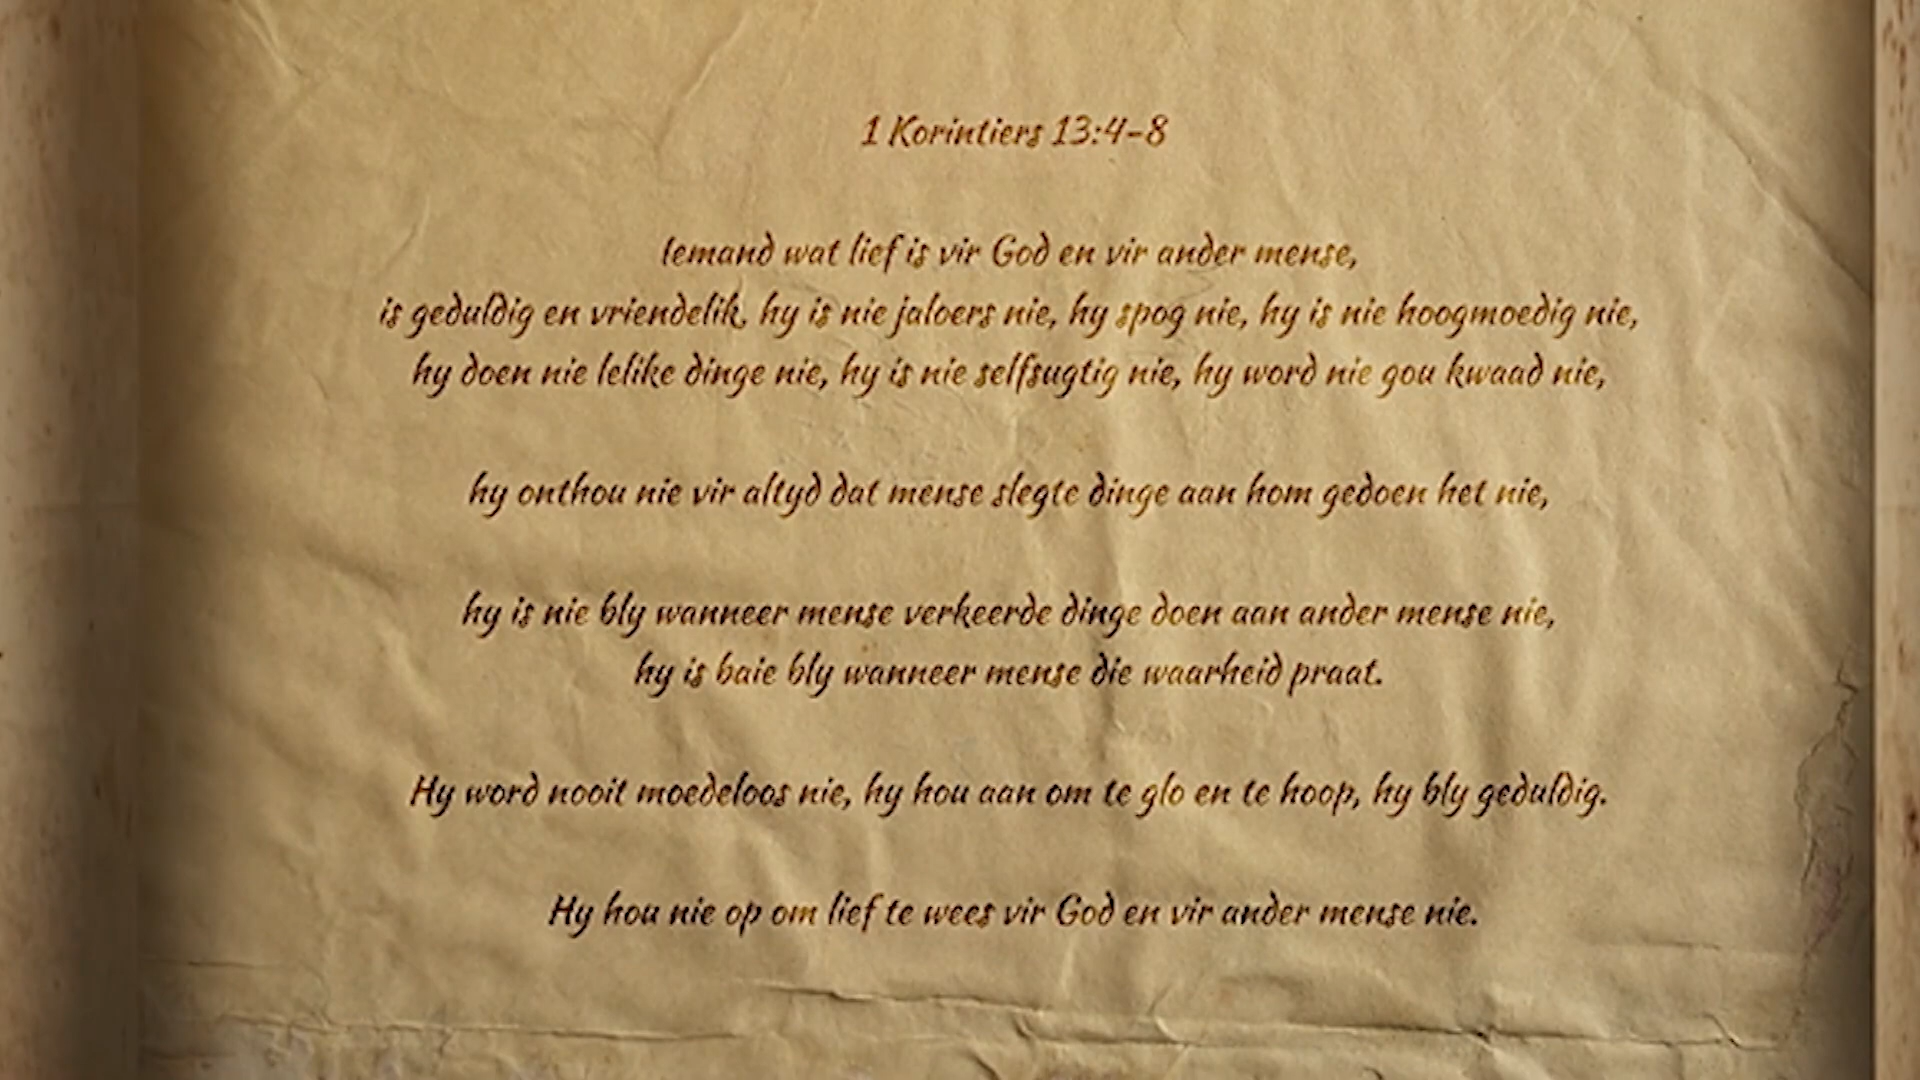 1 Korintiers 13:4-8
Iemand wat lief is vir God en vir ander mense,
is geduldig en vriendelik, hy is nie jaloers nie, hy spog nie, hy is nie hoogmoedig nie,
hy doen nie lelike dinge nie, hy is nie selfsugtig nie, hy word nie gou kwaad nie,
hy onthou nie vir altyd dat mense slegte dinge aan hom gedoen het nie,
hy is nie bly wanneer mense verkeerde dinge doen aan ander mense nie,
hy is baie bly wanneer mense die waarheid praat.
Hy word nooit moedeloos nie, hy hou aan om te glo en te hoop, hy bly geduldig.
Hy hou nie op om lief te wees vir God en vir ander mense nie.